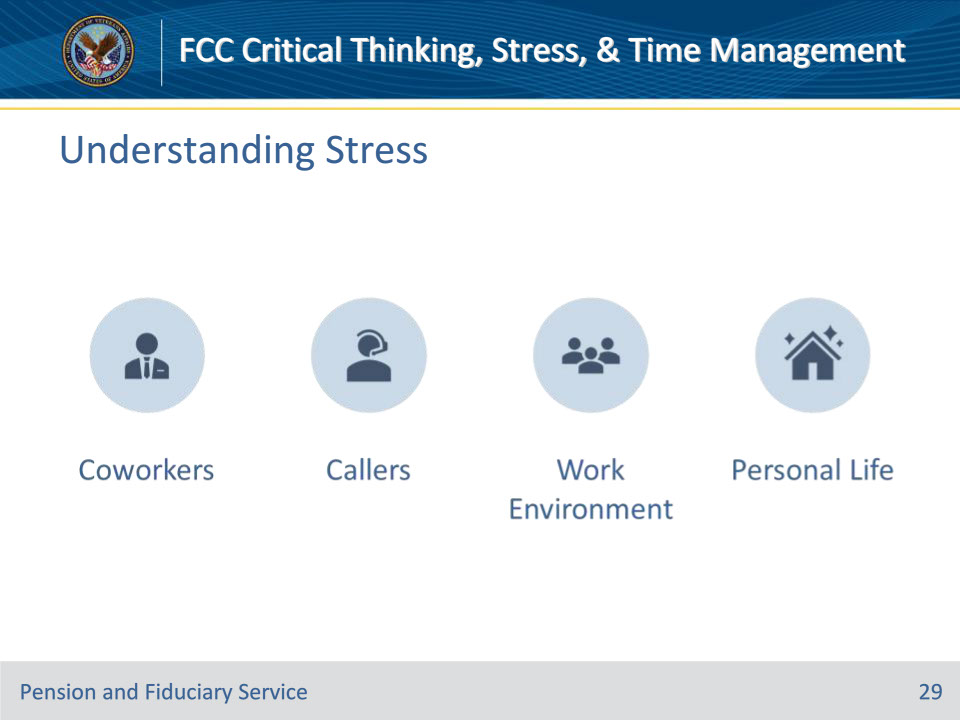 FCC Critical Thinking, Stress, & Time Management
Understanding Stress
Coworkers
Callers
Work
Environment
Personal Life
Pension and Fiduciary Service
29